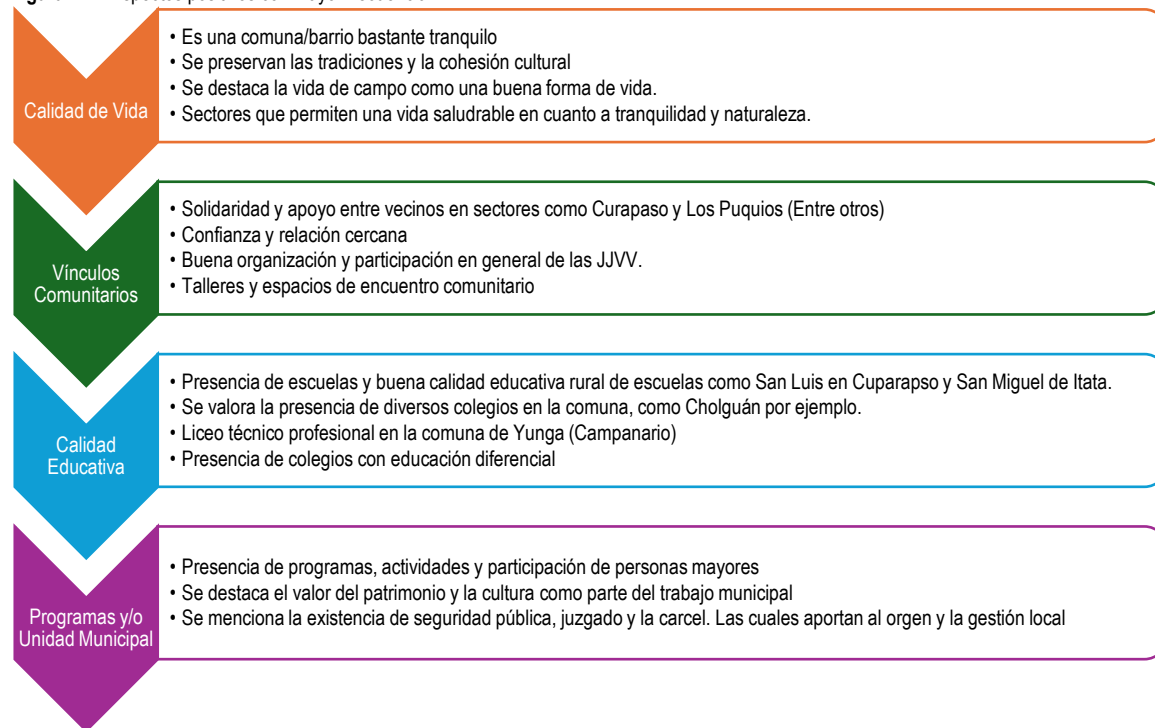 Calidad de Vida
• Es una comuna/barrio bastante tranquilo
• Se preservan las tradiciones y la cohesión cultural
• Se destaca la vida de campo como una buena forma de vida.
• Sectores que permiten una vida saludable en cuanto a tranquilidad y naturaleza.
Vínculos
Comunitarios
• Solidaridad y apoyo entre vecinos en sectores como Curapaso y Los Puquios (Entre otros)
• Confianza y relación cercana
• Buena organización y participación en general de las JJVV.
• Talleres y espacios de encuentro comunitario
Calidad
Educativa
• Presencia de escuelas y buena calidad educativa rural de escuelas como San Luis en Cuparapso y San Miguel de Itata.
• Se valora la presencia de diversos colegios en la comuna, como Cholguán por ejemplo.
• Liceo técnico profesional en la comuna de Yunga (Campanario)
• Presencia de colegios con educación diferencial
Programas y/o
Unidad Municipal
• Presencia de programas, actividades y participación de personas mayores
• Se destaca el valor del patrimonio y la cultura como parte del trabajo municipal
• Se menciona la existencia de seguridad pública, juzgado y la carcel. Las cuales aportan al orgen y la gestión local